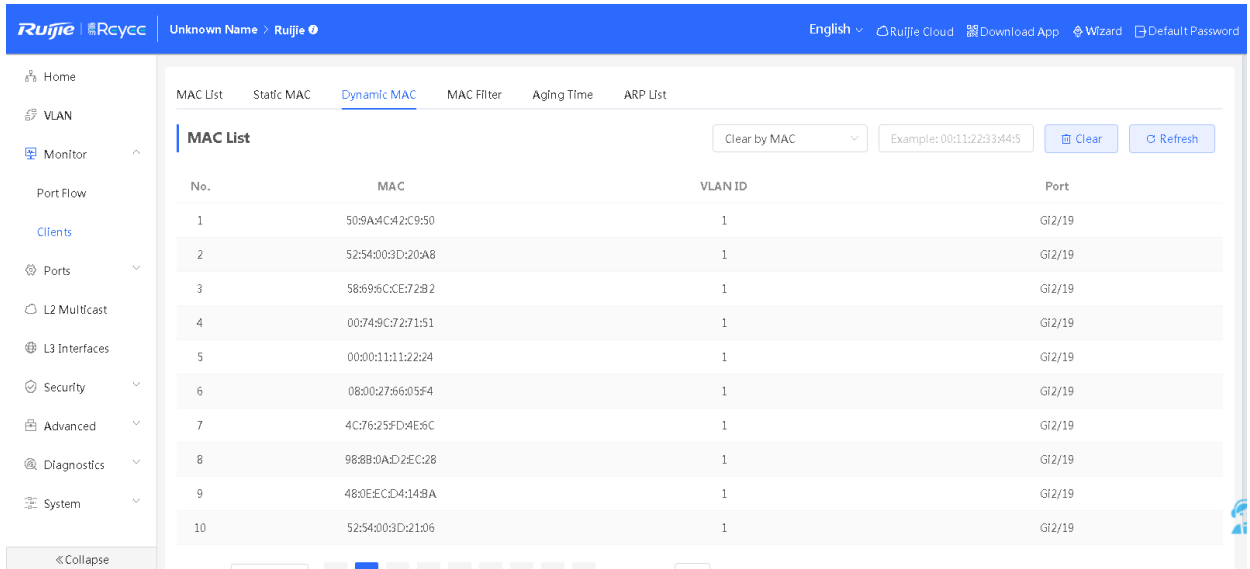 Ruijie Rcycc Unknown Name > Ruijie English Ruijie Cloud Download App Wizard Default Password
Home
VLAN
Monitor
Port Flow
Clients
Ports
L2 Multicast
L3 Interfaces
Security
Advanced
Diagnostics
System
«Collapse
MAC List Static MAC Dynamic MAC MAC Filter Aging Time ARP List
MAC List Clear by MAC Example: 00:11:22:33:44:5 Clear Refresh
No. MAC VLAN ID Port
1 50:9A:4C:42:C9:50 1 Gi2/19
2 52:54:00:3D:20:A8 1 Gi2/19
3 58:69:6C:CE:72:B2 1 Gi2/19
4 00:74:9C:72:71:51 1 Gi2/19
5 00:00:11:11:22:24 1 Gi2/19
6 08:00:27:66:05:F4 1 Gi2/19
7 4C:76:25:FD:4E:6C 1 Gi2/19
8 98:8B:0A:D2:EC:28 1 Gi2/19
9 48:0E:EC:D4:14:BA 1 Gi2/19
10 52:54:00:3D:21:06 1 Gi2/19